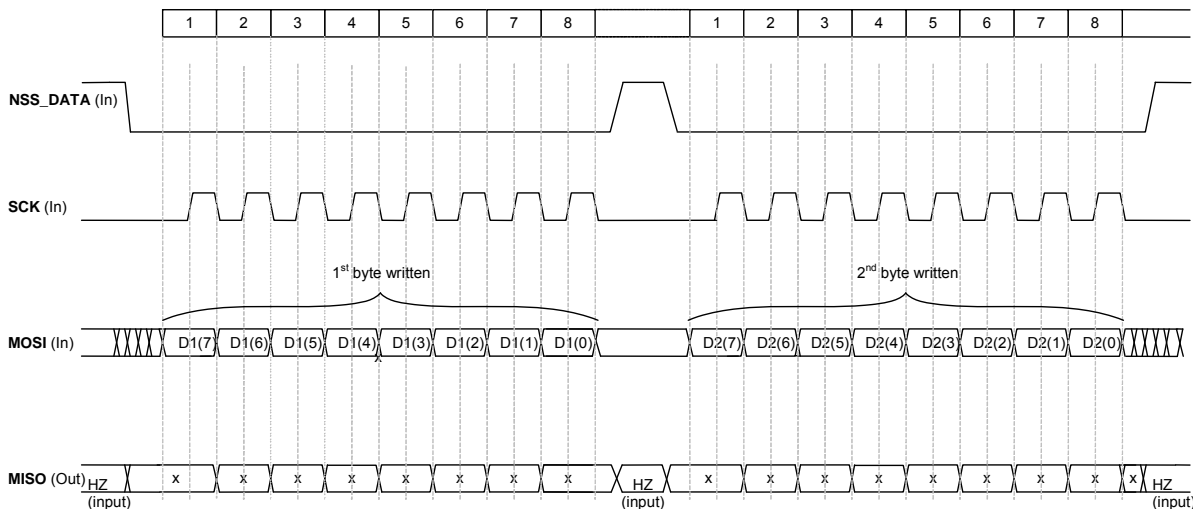 1 2 3 4 5 6 7 8 1 2 3 4 5 6 7 8
NSS_DATA (In)
SCK (In)
1st byte written 2nd byte written
MOSI (In) D1(7) D1(6) D1(5) D1(4) D1(3) D1(2) D1(1) D1(0) D2(7) D2(6) D2(5) D2(4) D2(3) D2(2) D2(1) D2(0)
MISO (Out) HZ x x x x x x x x HZ x x x x x x x x x HZ
(input) (input) (input)